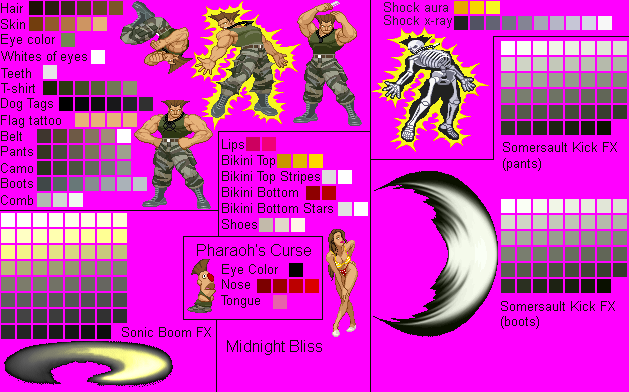 Hair
Skin
Eye color
Whites of eyes
Teeth
T-shirt
Dog Tags
Flag tattoo
Belt
Pants
Camo
Boots
Comb
Shock aura
Shock x-ray
Somersault Kick FX
(pants)
Lips
Bikini Top
Bikini Top Stripes
Bikini Bottom
Bikini Bottom Stars
Shoes
Pharaoh's Curse
Eye Color
Nose
Tongue
Midnight Bliss
Sonic Boom FX
Somersault Kick FX
(boots)